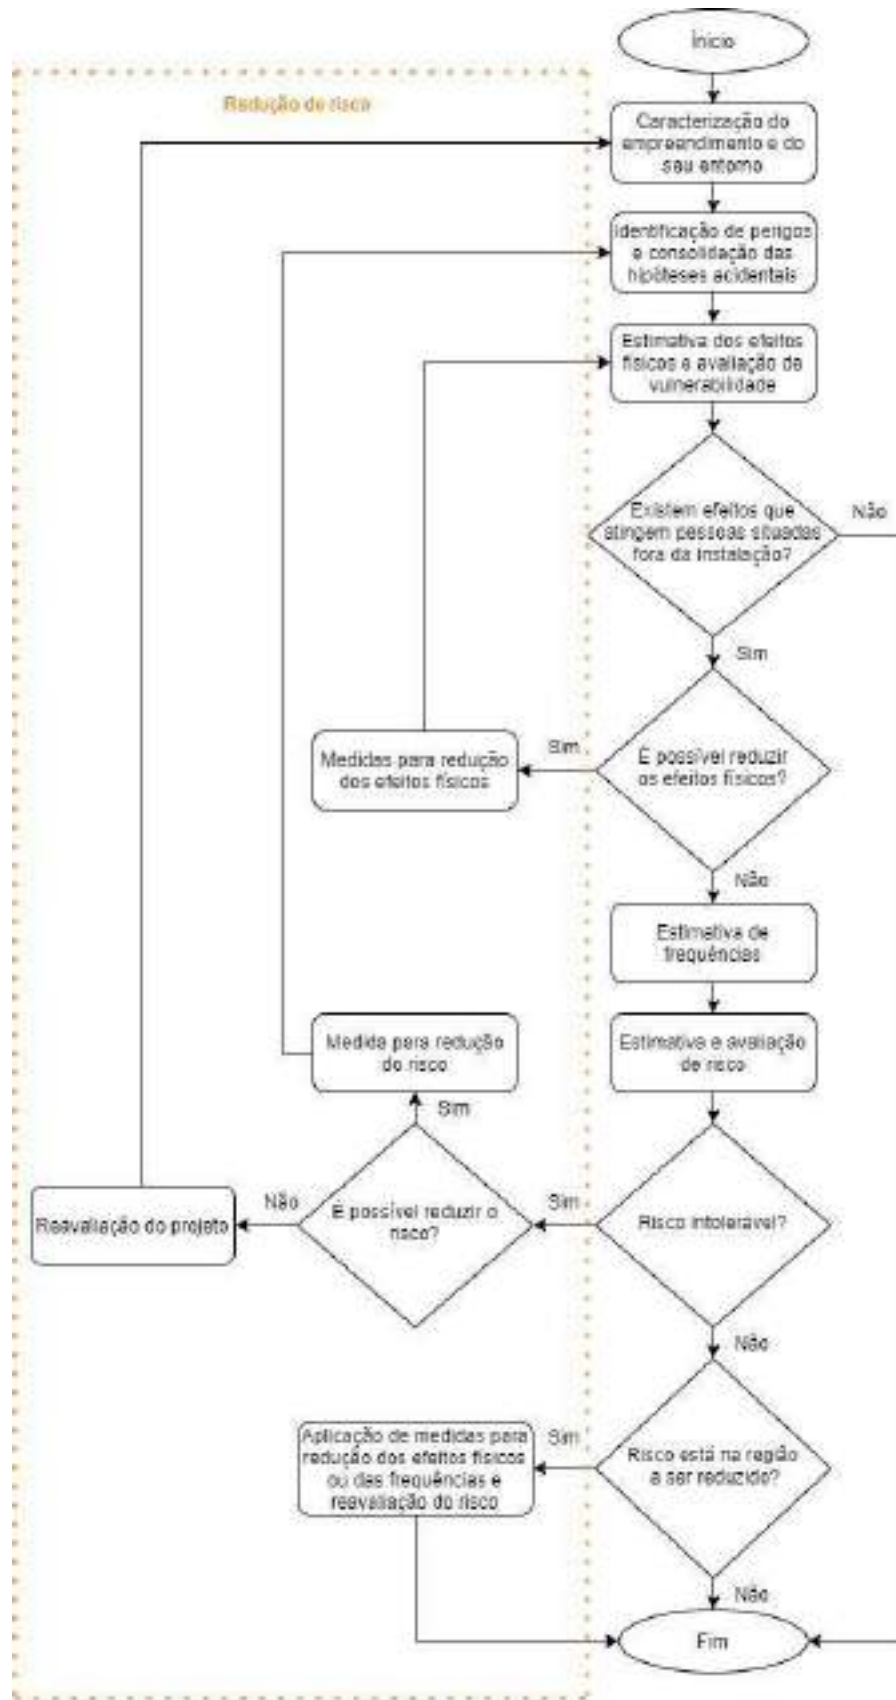 Início
Redução do risco
Caracterização do
empreendimento e do
seu entorno
Identificação de perigos
e consolidação das
hipóteses acidentais
Estimativa dos efeitos
físicos e avaliação de
vulnerabilidade
Existem efeitos que
atingem pessoas situadas
fora da instalação?
Não
Sim
É possível reduzir
os efeitos físicos?
Sim
Medidas para redução
dos efeitos físicos
Não
Estimativa de
frequências
Estimativa e avaliação
de risco
Medida para redução
do risco
Sim
Risco intolerável?
Sim
É possível reduzir o
risco?
Não
Reavaliação do projeto
Não
Risco está na região
a ser reduzido?
Sim
Aplicação de medidas para
redução dos efeitos físicos
ou das frequências e
reavaliação do risco
Não
Fim